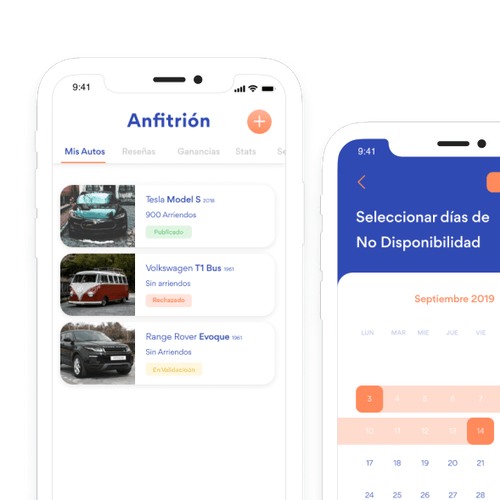 9:41
Anfitrión
Mis Autos Reseñas Ganancias Stats Se
Tesla Model S 2018
900 Arriendos
Publicado
Volkswagen T1 Bus 1961
Sin arriendos
Rechazado
Range Rover Evoque 1961
Sin Arriendos
En Validación
9:41
Seleccionar días de
No Disponibilidad
Septiembre 2019
LUN MAR MIE JUE VIE
3 4 5 6 7
10 11 12 13 14
17 18 19 20 21
24 25 26 27 28